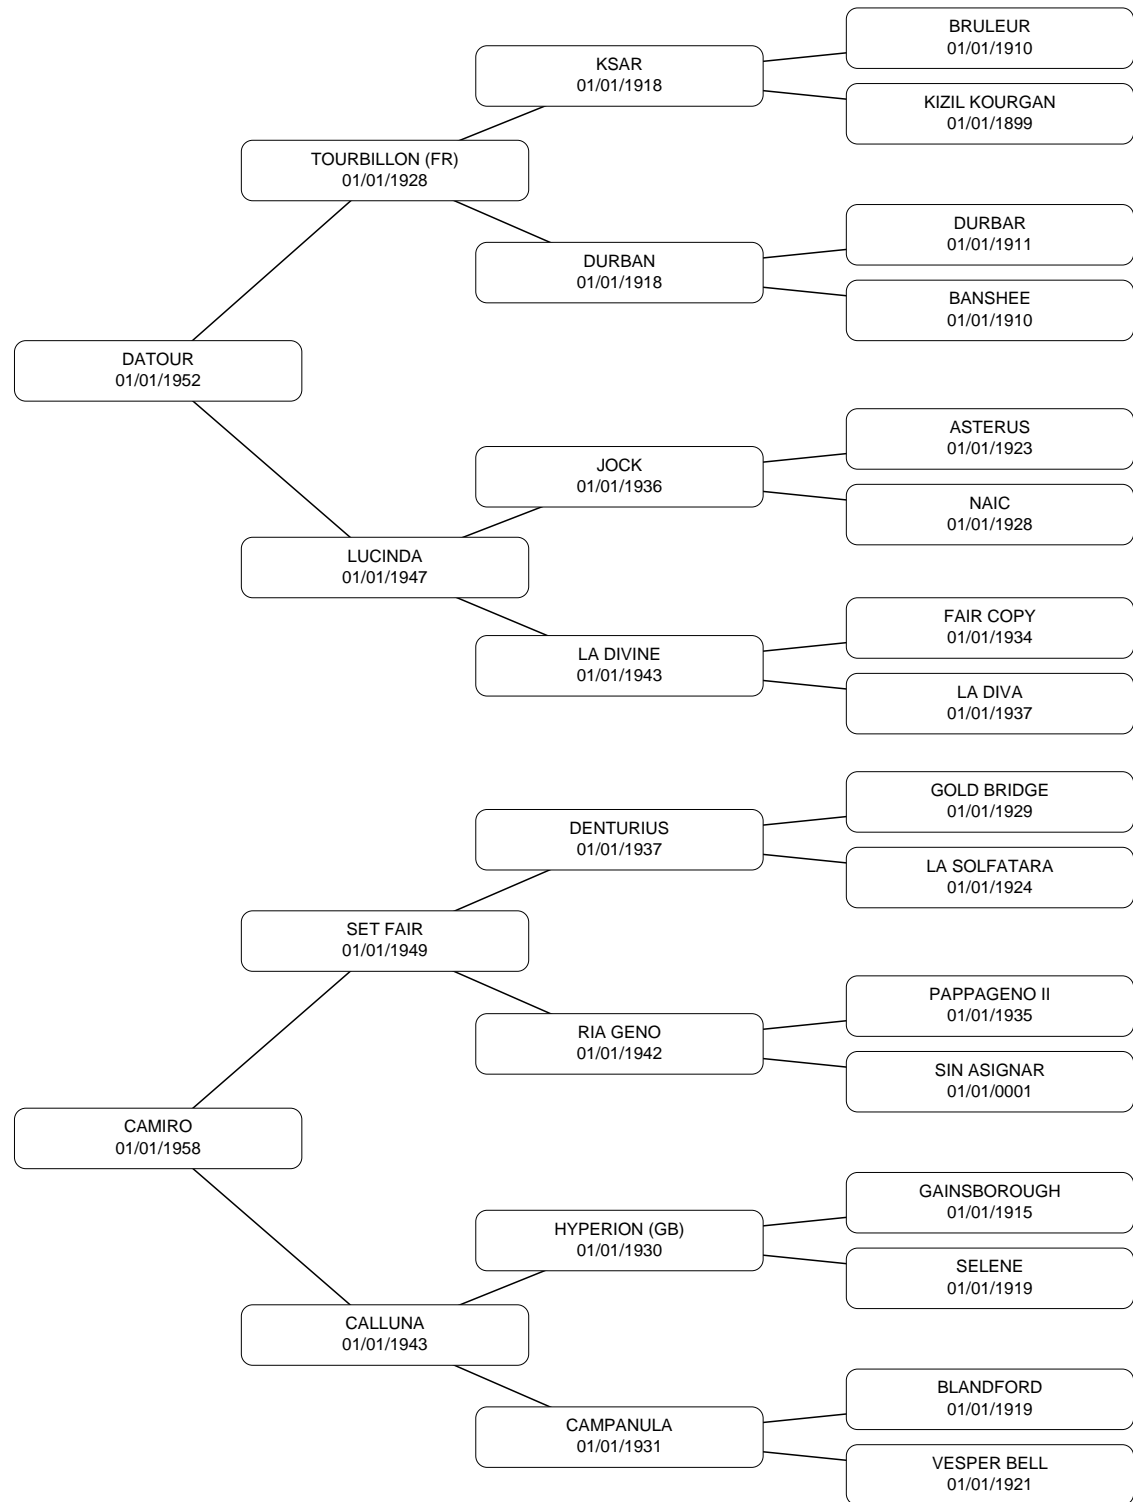 BRULEUR
01/01/1910
KSAR
01/01/1918
KIZIL KOURGAN
01/01/1899
TOURBILLON (FR)
01/01/1928
DURBAR
01/01/1911
DURBAN
01/01/1918
BANSHEE
01/01/1910
DATOUR
01/01/1952
ASTERUS
01/01/1923
JOCK
01/01/1936
NAIC
01/01/1928
LUCINDA
01/01/1947
FAIR COPY
01/01/1934
LA DIVINE
01/01/1943
LA DIVA
01/01/1937
GOLD BRIDGE
01/01/1929
DENTURIUS
01/01/1937
LA SOLFATARA
01/01/1924
SET FAIR
01/01/1949
PAPPAGENO II
01/01/1935
RIA GENO
01/01/1942
SIN ASIGNAR
01/01/0001
CAMIRO
01/01/1958
GAINSBOROUGH
01/01/1915
HYPERION (GB)
01/01/1930
SELENE
01/01/1919
CALLUNA
01/01/1943
BLANDFORD
01/01/1919
CAMPANULA
01/01/1931
VESPER BELL
01/01/1921